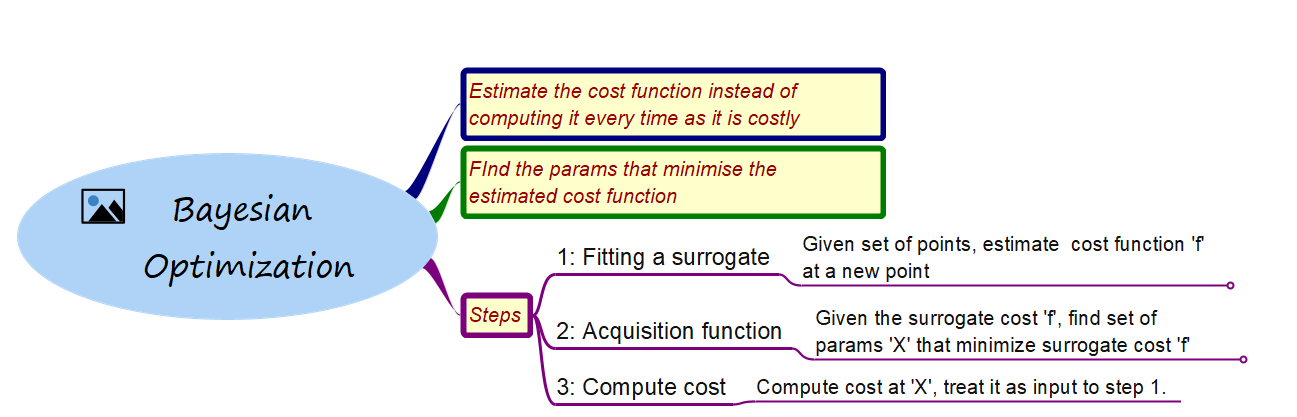 Bayesian
Optimization
Estimate the cost function instead of
computing it every time as it is costly
FInd the params that minimise the
estimated cost function
Steps
1: Fitting a surrogate
Given set of points, estimate  cost function 'f'
at a new point
2: Acquisition function
Given the surrogate cost 'f', find set of
params 'X' that minimize surrogate cost 'f'
3: Compute cost
Compute cost at 'X', treat it as input to step 1.